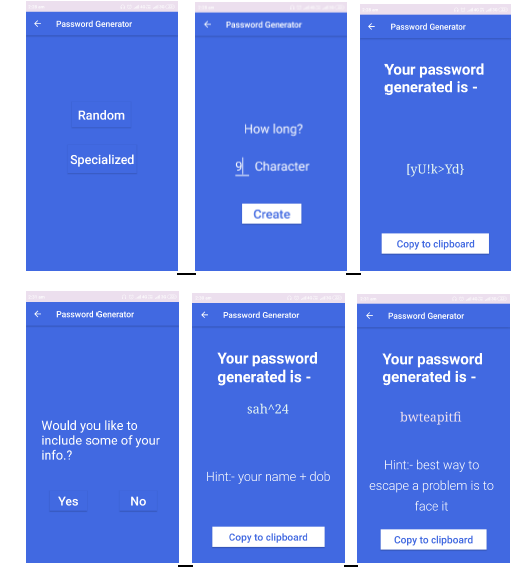 Password Generator
Random
Specialized
Password Generator
How long?
9 Character
Create
Password Generator
Your password
generated is -
[yU!k>Yd}
Copy to clipboard
Password Generator
Would you like to
include some of your
info.?
Yes No
Password Generator
Your password
generated is -
sah^24
Hint:- your name + dob
Copy to clipboard
Password Generator
Your password
generated is -
bwteapitfi
Hint:- best way to
escape a problem is to
face it
Copy to clipboard